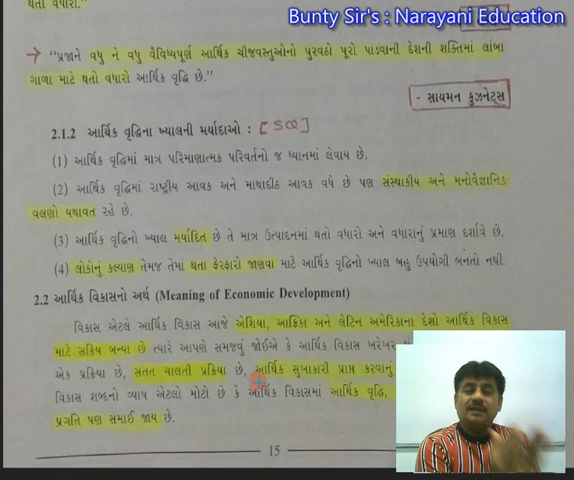 થતા વધારો."
Bunty Sir's : Narayani Education
→ "પ્રજાને વધુ ને વધુ વૈવિધ્યપૂર્ણ આર્થિક ચીજવસ્તુઓનો પુરવઠો પૂરો પાડવાની દેશની શક્તિમાં લાંબા
ગાળા માટે થતો વધારો આર્થિક વૃદ્ધિ છે."
- સાયમન કુઝનેટ્સ
2.1.2 આર્થિક વૃદ્ધિના ખ્યાલની મર્યાદાઓ : [SCQ]
(1) આર્થિક વૃદ્ધિમાં માત્ર પરિમાણાત્મક પરિવર્તનો જ ધ્યાનમાં લેવાય છે.
(2) આર્થિક વૃદ્ધિમાં રાષ્ટ્રીય આવક અને માથાદીઠ આવક વધે છે પણ સંસ્થાકીય અને મનોવૈજ્ઞાનિક
વલણો યથાવત રહે છે.
(3) આર્થિક વૃદ્ધિનો ખ્યાલ મર્યાદિત છે તે માત્ર ઉત્પાદનમાં થતો વધારો અને વધારાનું પ્રમાણ દર્શાવે છે.
(4) લોકોનું કલ્યાણ તેમજ તેમાં થતા ફેરફારો જાણવા માટે આર્થિક વૃદ્ધિનો ખ્યાલ બહુ ઉપયોગી બનતો નથી.
2.2 આર્થિક વિકાસનો અર્થ (Meaning of Economic Development)
વિકાસ એટલે આર્થિક વિકાસ આજે એશિયા, આફ્રિકા અને લેટિન અમેરિકાના દેશો આર્થિક વિકાસ
માટે સક્રિય બન્યા છે ત્યારે આપણે સમજવું જોઈએ કે આર્થિક વિકાસ ખરેખર
એક પ્રક્રિયા છે, સતત ચાલતી પ્રક્રિયા છે, આર્થિક સુખાકારી પ્રાપ્ત કરવાનું
વિકાસ શબ્દનો વ્યાપ એટલો મોટો છે કે આર્થિક વિકાસમાં આર્થિક વૃદ્ધિ,
પ્રગતિ પણ સમાઈ જાય છે.
15